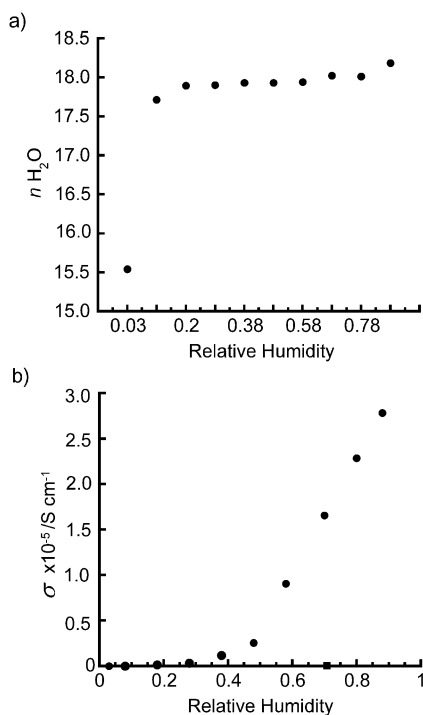 a)
18.5
18.0
17.5
17.0
16.5
16.0
15.5
15.0
n H₂O
0.03 0.2 0.38 0.58 0.78
Relative Humidity
b)
3.0
2.5
2.0
1.5
1.0
0.5
0
σ x10⁻⁵/S cm⁻¹
0 0.2 0.4 0.6 0.8 1
Relative Humidity